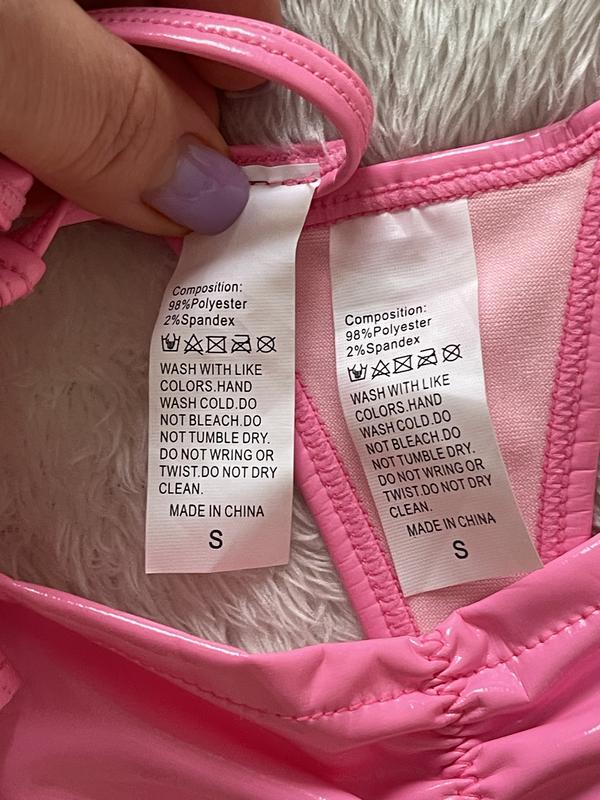 Composition:
98%Polyester
2%Spandex
WASH WITH LIKE
COLORS.HAND
WASH COLD.DO
NOT BLEACH.DO
NOT TUMBLE DRY.
DO NOT WRING OR
TWIST.DO NOT DRY
CLEAN.
MADE IN CHINA
S
Composition:
98%Polyester
2%Spandex
WASH WITH LIKE
COLORS.HAND
WASH COLD.DO
NOT BLEACH.DO
NOT TUMBLE DRY.
DO NOT WRING OR
TWIST.DO NOT DRY
CLEAN.
MADE IN CHINA
S